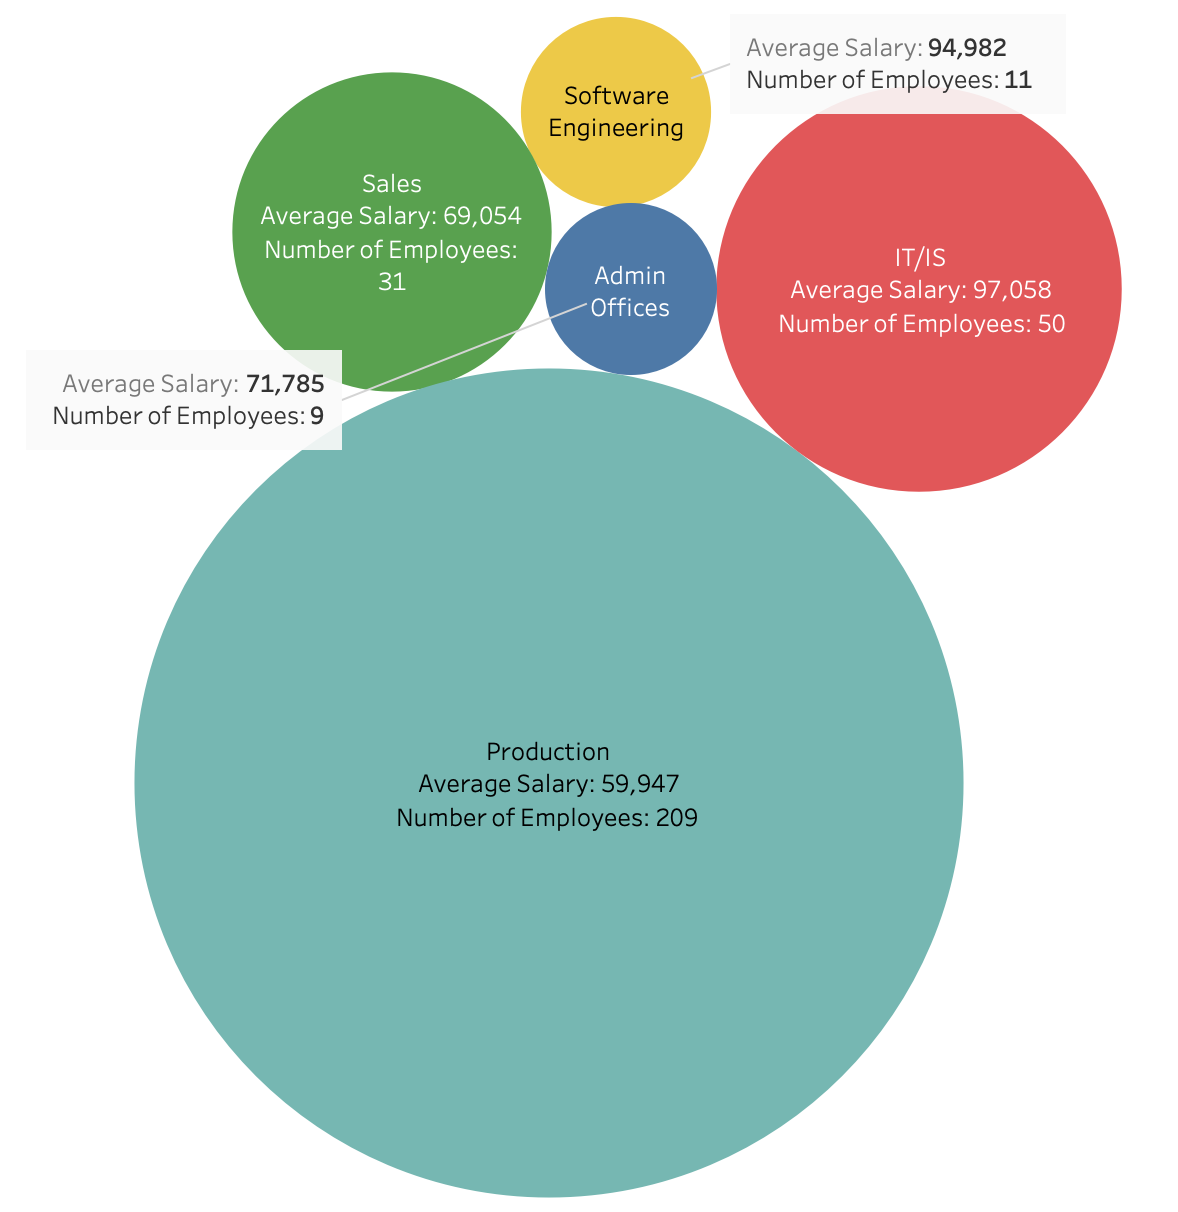 Software
Engineering
Average Salary: 94,982
Number of Employees: 11
Sales
Average Salary: 69,054
Number of Employees:
31
Admin
Offices
IT/IS
Average Salary: 97,058
Number of Employees: 50
Average Salary: 71,785
Number of Employees: 9
Production
Average Salary: 59,947
Number of Employees: 209